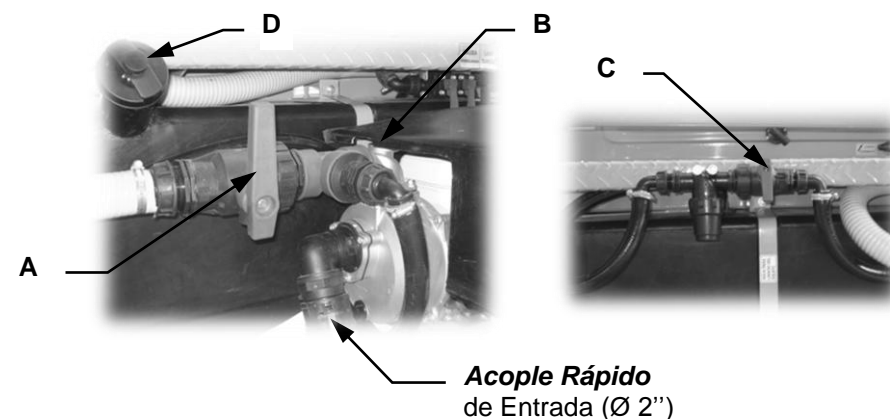 D
B
C
A
Acople Rápido
de Entrada (Ø 2’’)